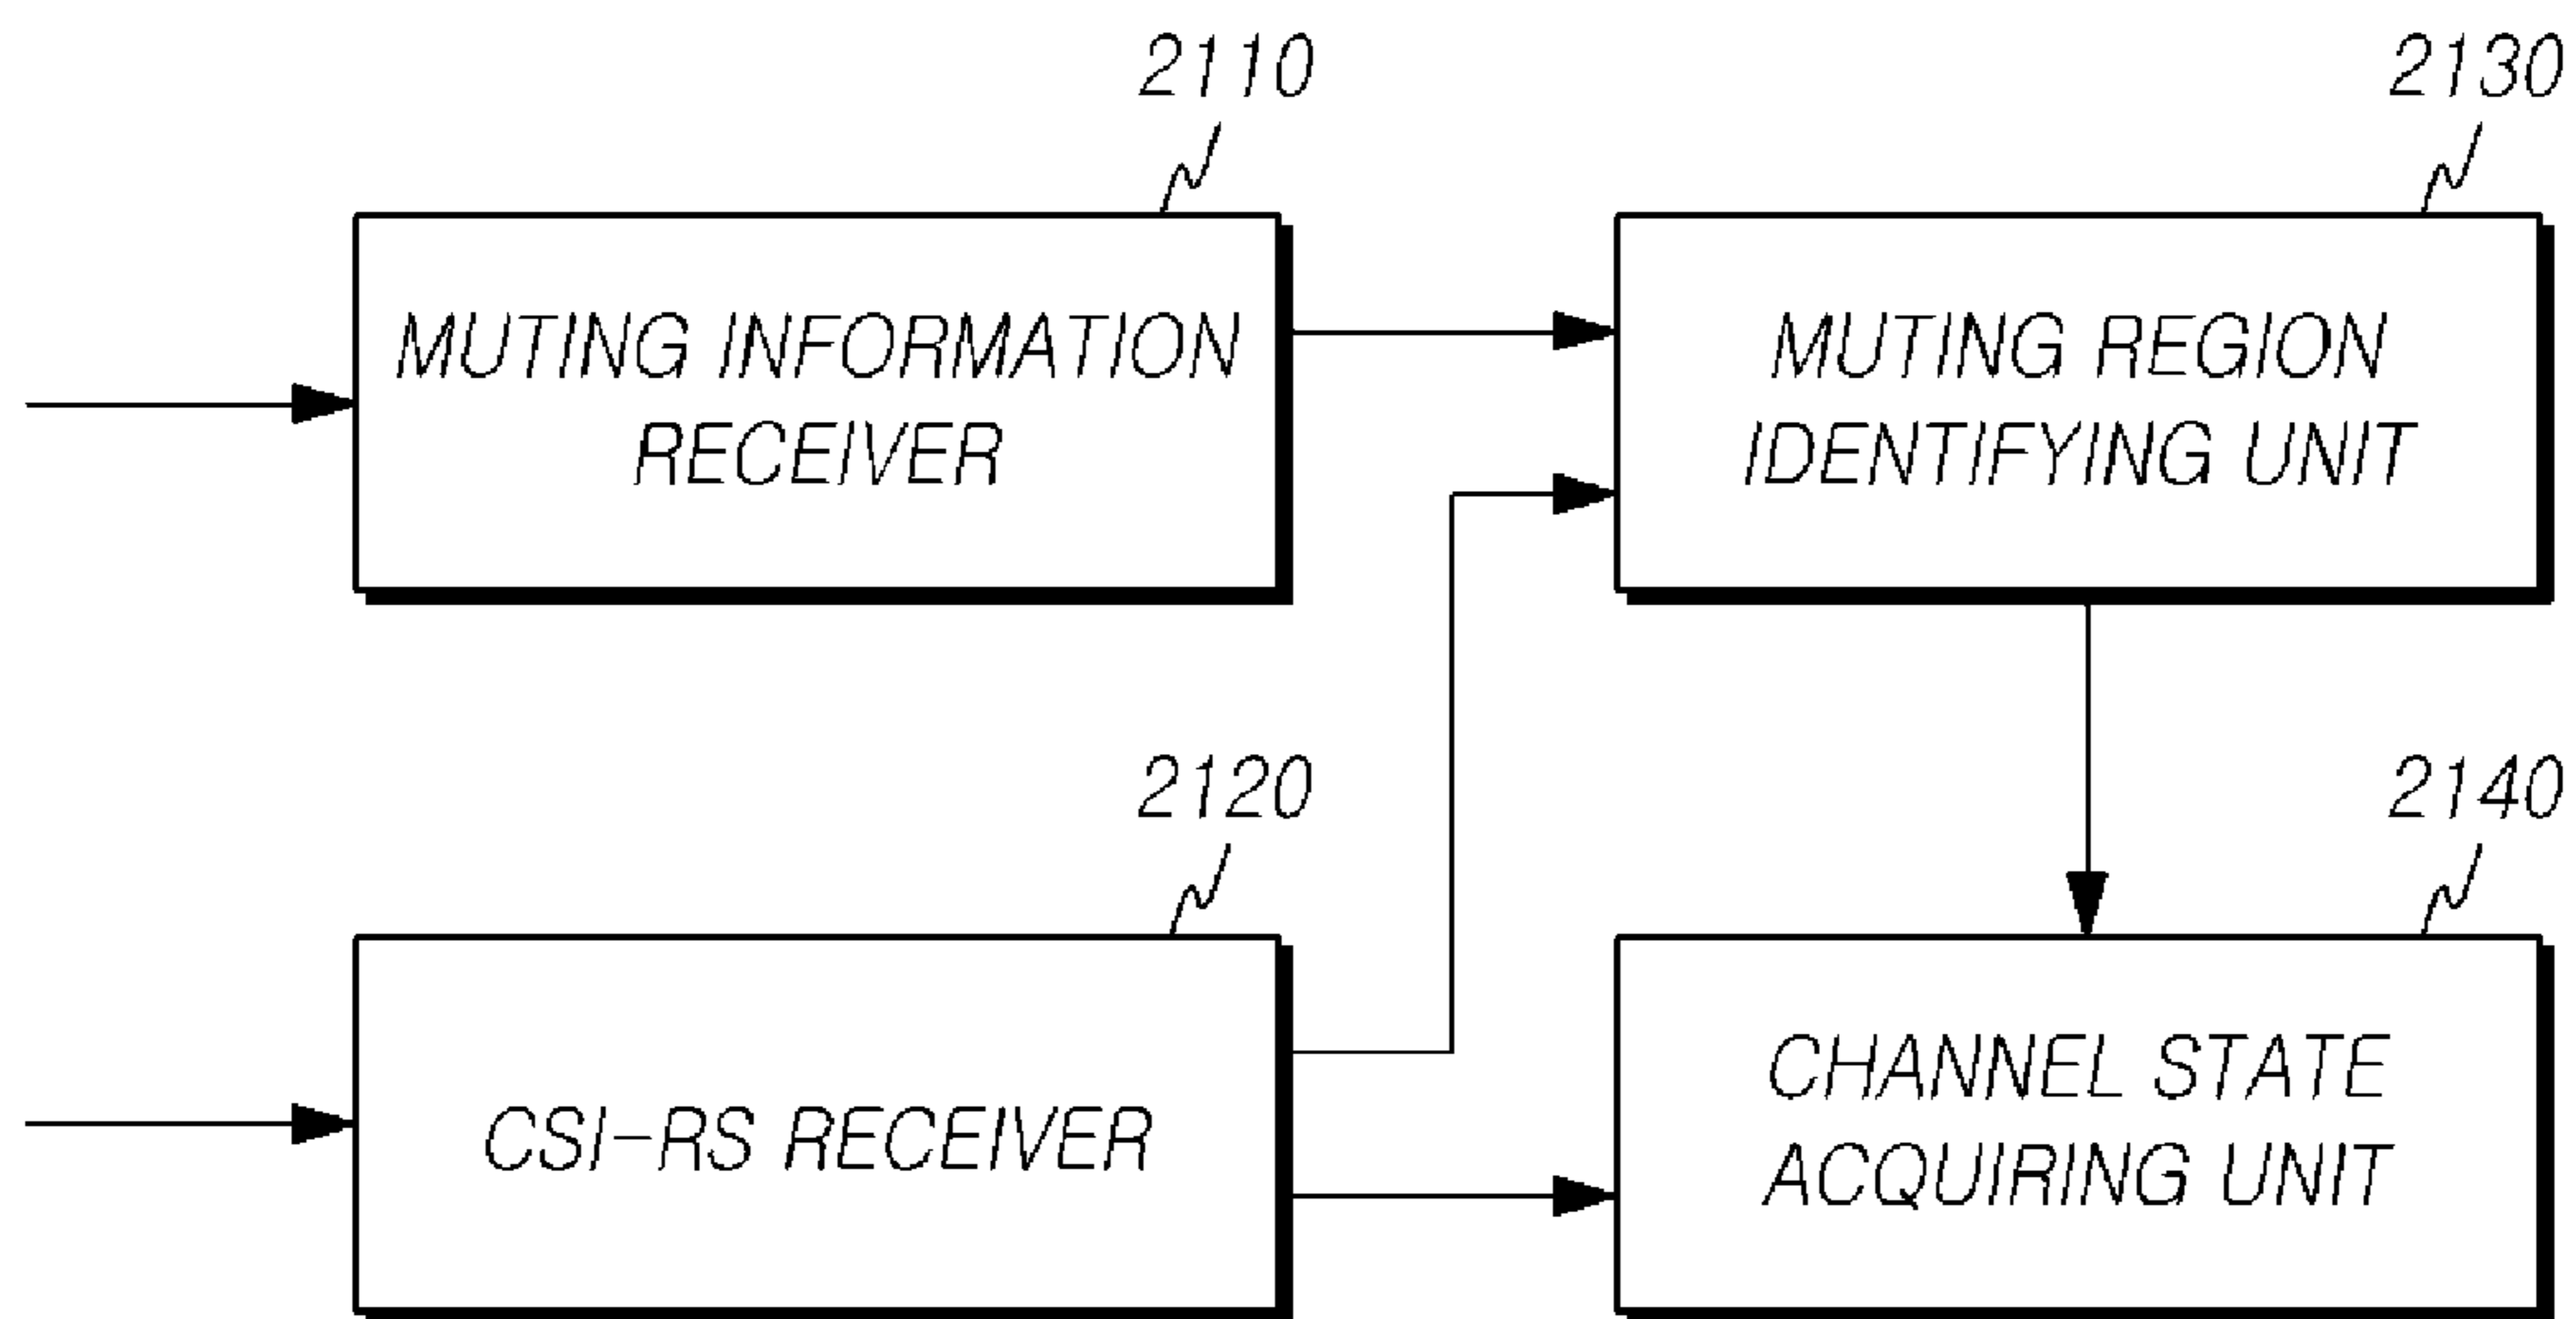 2110
MUTING INFORMATION
RECEIVER
2130
MUTING REGION
IDENTIFYING UNIT
2120
CSI-RS RECEIVER
2140
CHANNEL STATE
ACQUIRING UNIT